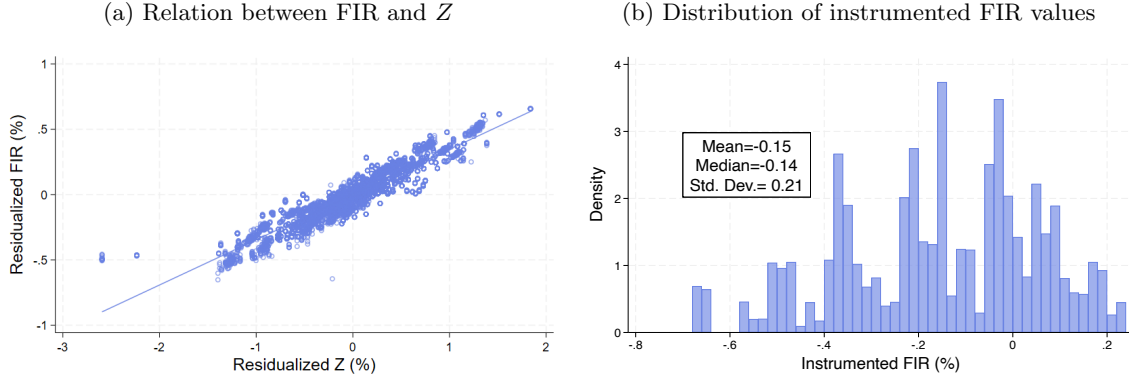 (a) Relation between FIR and Z
Residualized FIR (%)
1
.5
0
-.5
-1
-3
-2
-1
0
1
2
Residualized Z (%)
(b) Distribution of instrumented FIR values
Density
4
3
2
1
0
Mean=-0.15
Median=-0.14
Std. Dev.= 0.21
-.8
-.6
-.4
-.2
0
.2
Instrumented FIR (%)